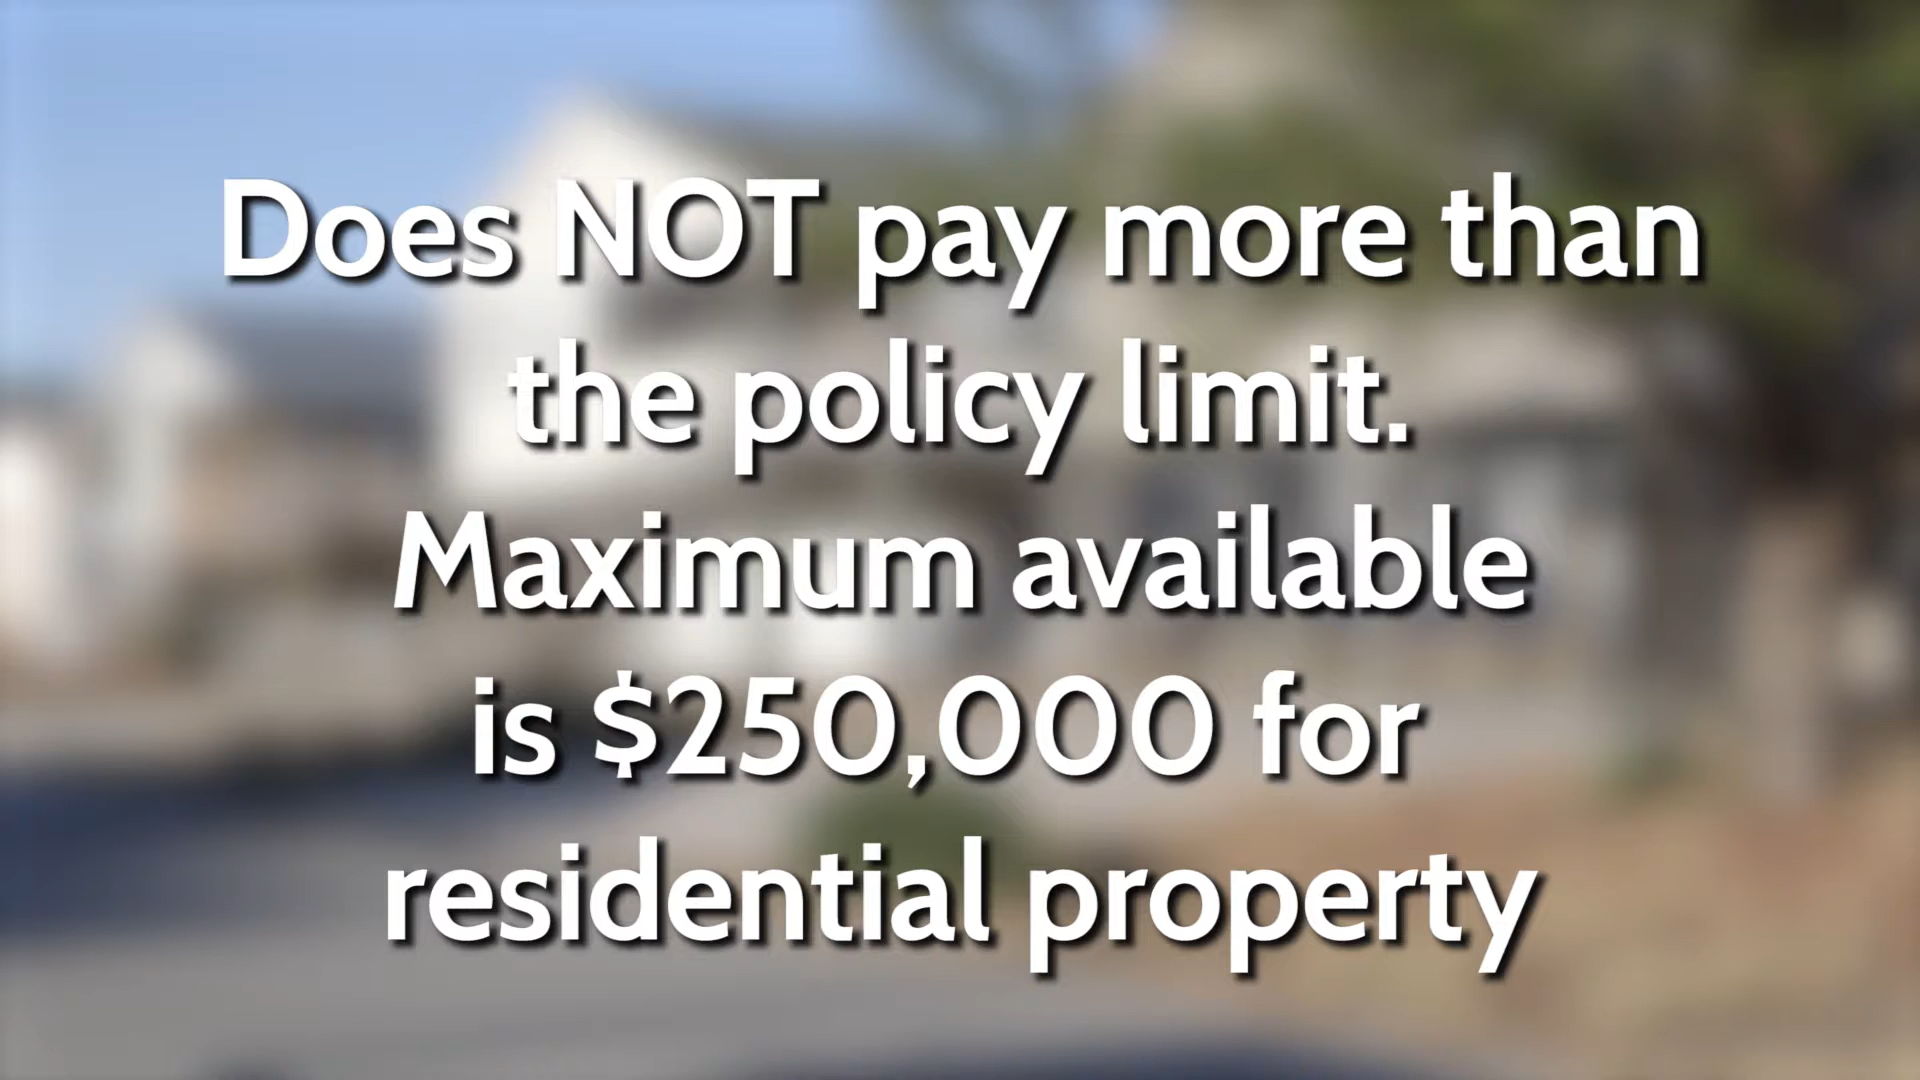 Does NOT pay more than
the policy limit.
Maximum available
is $250,000 for
residential property